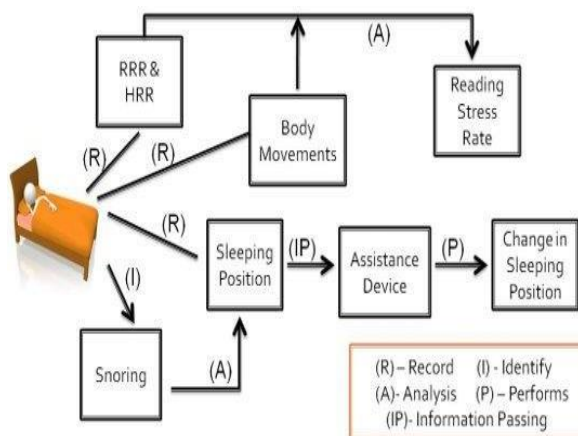 (A)
RRR &
HRR
Reading
Stress
Rate
Body
Movements
(R)
(R)
(R)
Sleeping
Position
(IP)
Assistance
Device
(P)
Change in
Sleeping
Position
(I)
Snoring
(A)
(R) – Record (I) - Identify
(A)- Analysis (P) – Performs
(IP)- Information Passing